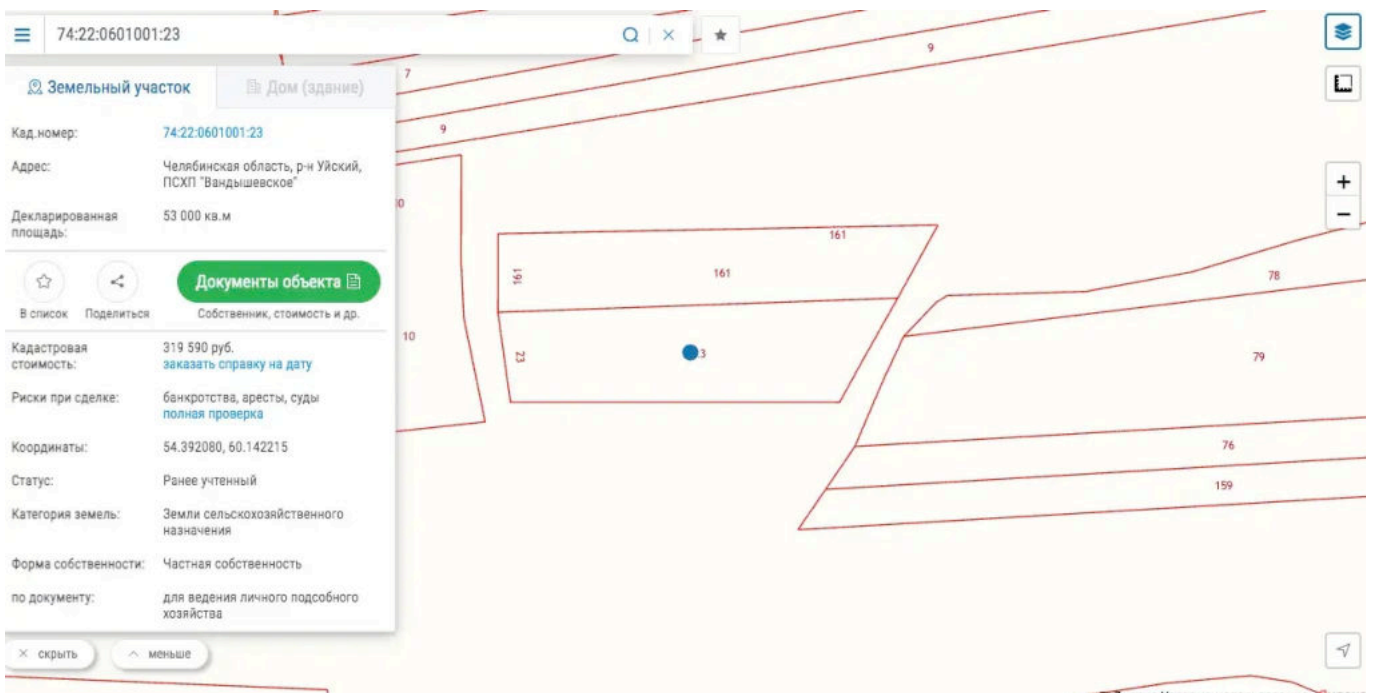 74:22:0601001:23
Земельный участок
Дом (здание)
Кад.номер:
74:22:0601001:23
Адрес:
Челябинская область, р-н Уйский,
ПСХП "Вандышевское"
Декларированная
площадь:
53 000 кв.м
В список
Поделиться
Документы объекта
Собственник, стоимость и др.
Кадастровая
стоимость:
319 590 руб.
заказать справку на дату
Риски при сделке:
банкротства, аресты, суды
полная проверка
Координаты:
54.392080, 60.142215
Статус:
Ранее учтенный
Категория земель:
Земли сельскохозяйственного
назначения
Форма собственности:
Частная собственность
по документу:
для ведения личного подсобного
хозяйства
× скрыть
меньше
7
9
9
10
161
161
161
23
3
78
79
76
159
+
−